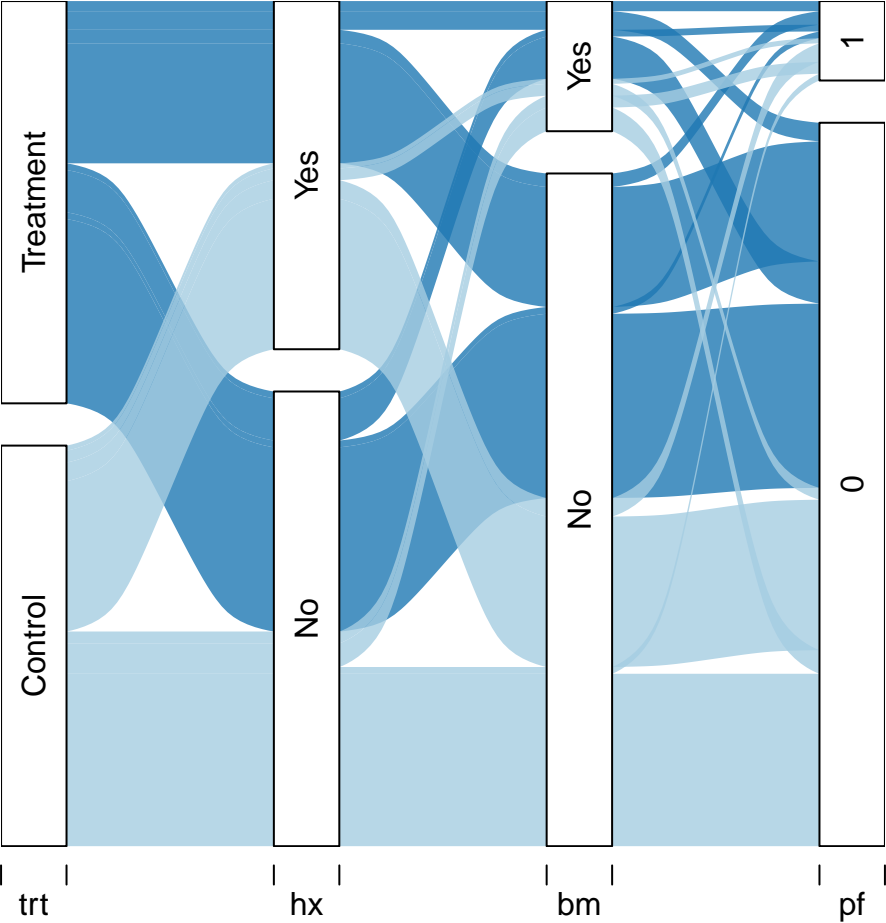 Treatment
Control
Yes
No
Yes
No
1
0
trt
hx
bm
pf